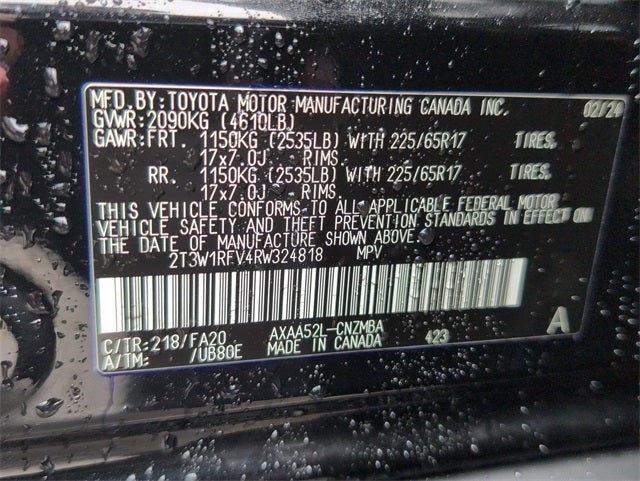 MFD.BY:TOYOTA MOTOR MANUFACTURING CANADA INC. 02/24
GVWR:2090KG (4610LB)
GAWR:FRT. 1150KG (2535LB) WITH 225/65R17 TIRES.
17x7.0J RIMS.
RR. 1150KG (2535LB) WITH 225/65R17 TIRES.
17x7.0J RIMS.
THIS VEHICLE CONFORMS TO ALL APPLICABLE FEDERAL MOTOR
VEHICLE SAFETY AND THEFT PREVENTION STANDARDS IN EFFECT ON
THE DATE OF MANUFACTURE SHOWN ABOVE.
2T3W1RFV4RW324818 MPV
C/TR:218/FA20 AXAA52L-CNZMBA A
A/TM: /UB80E MADE IN CANADA 423